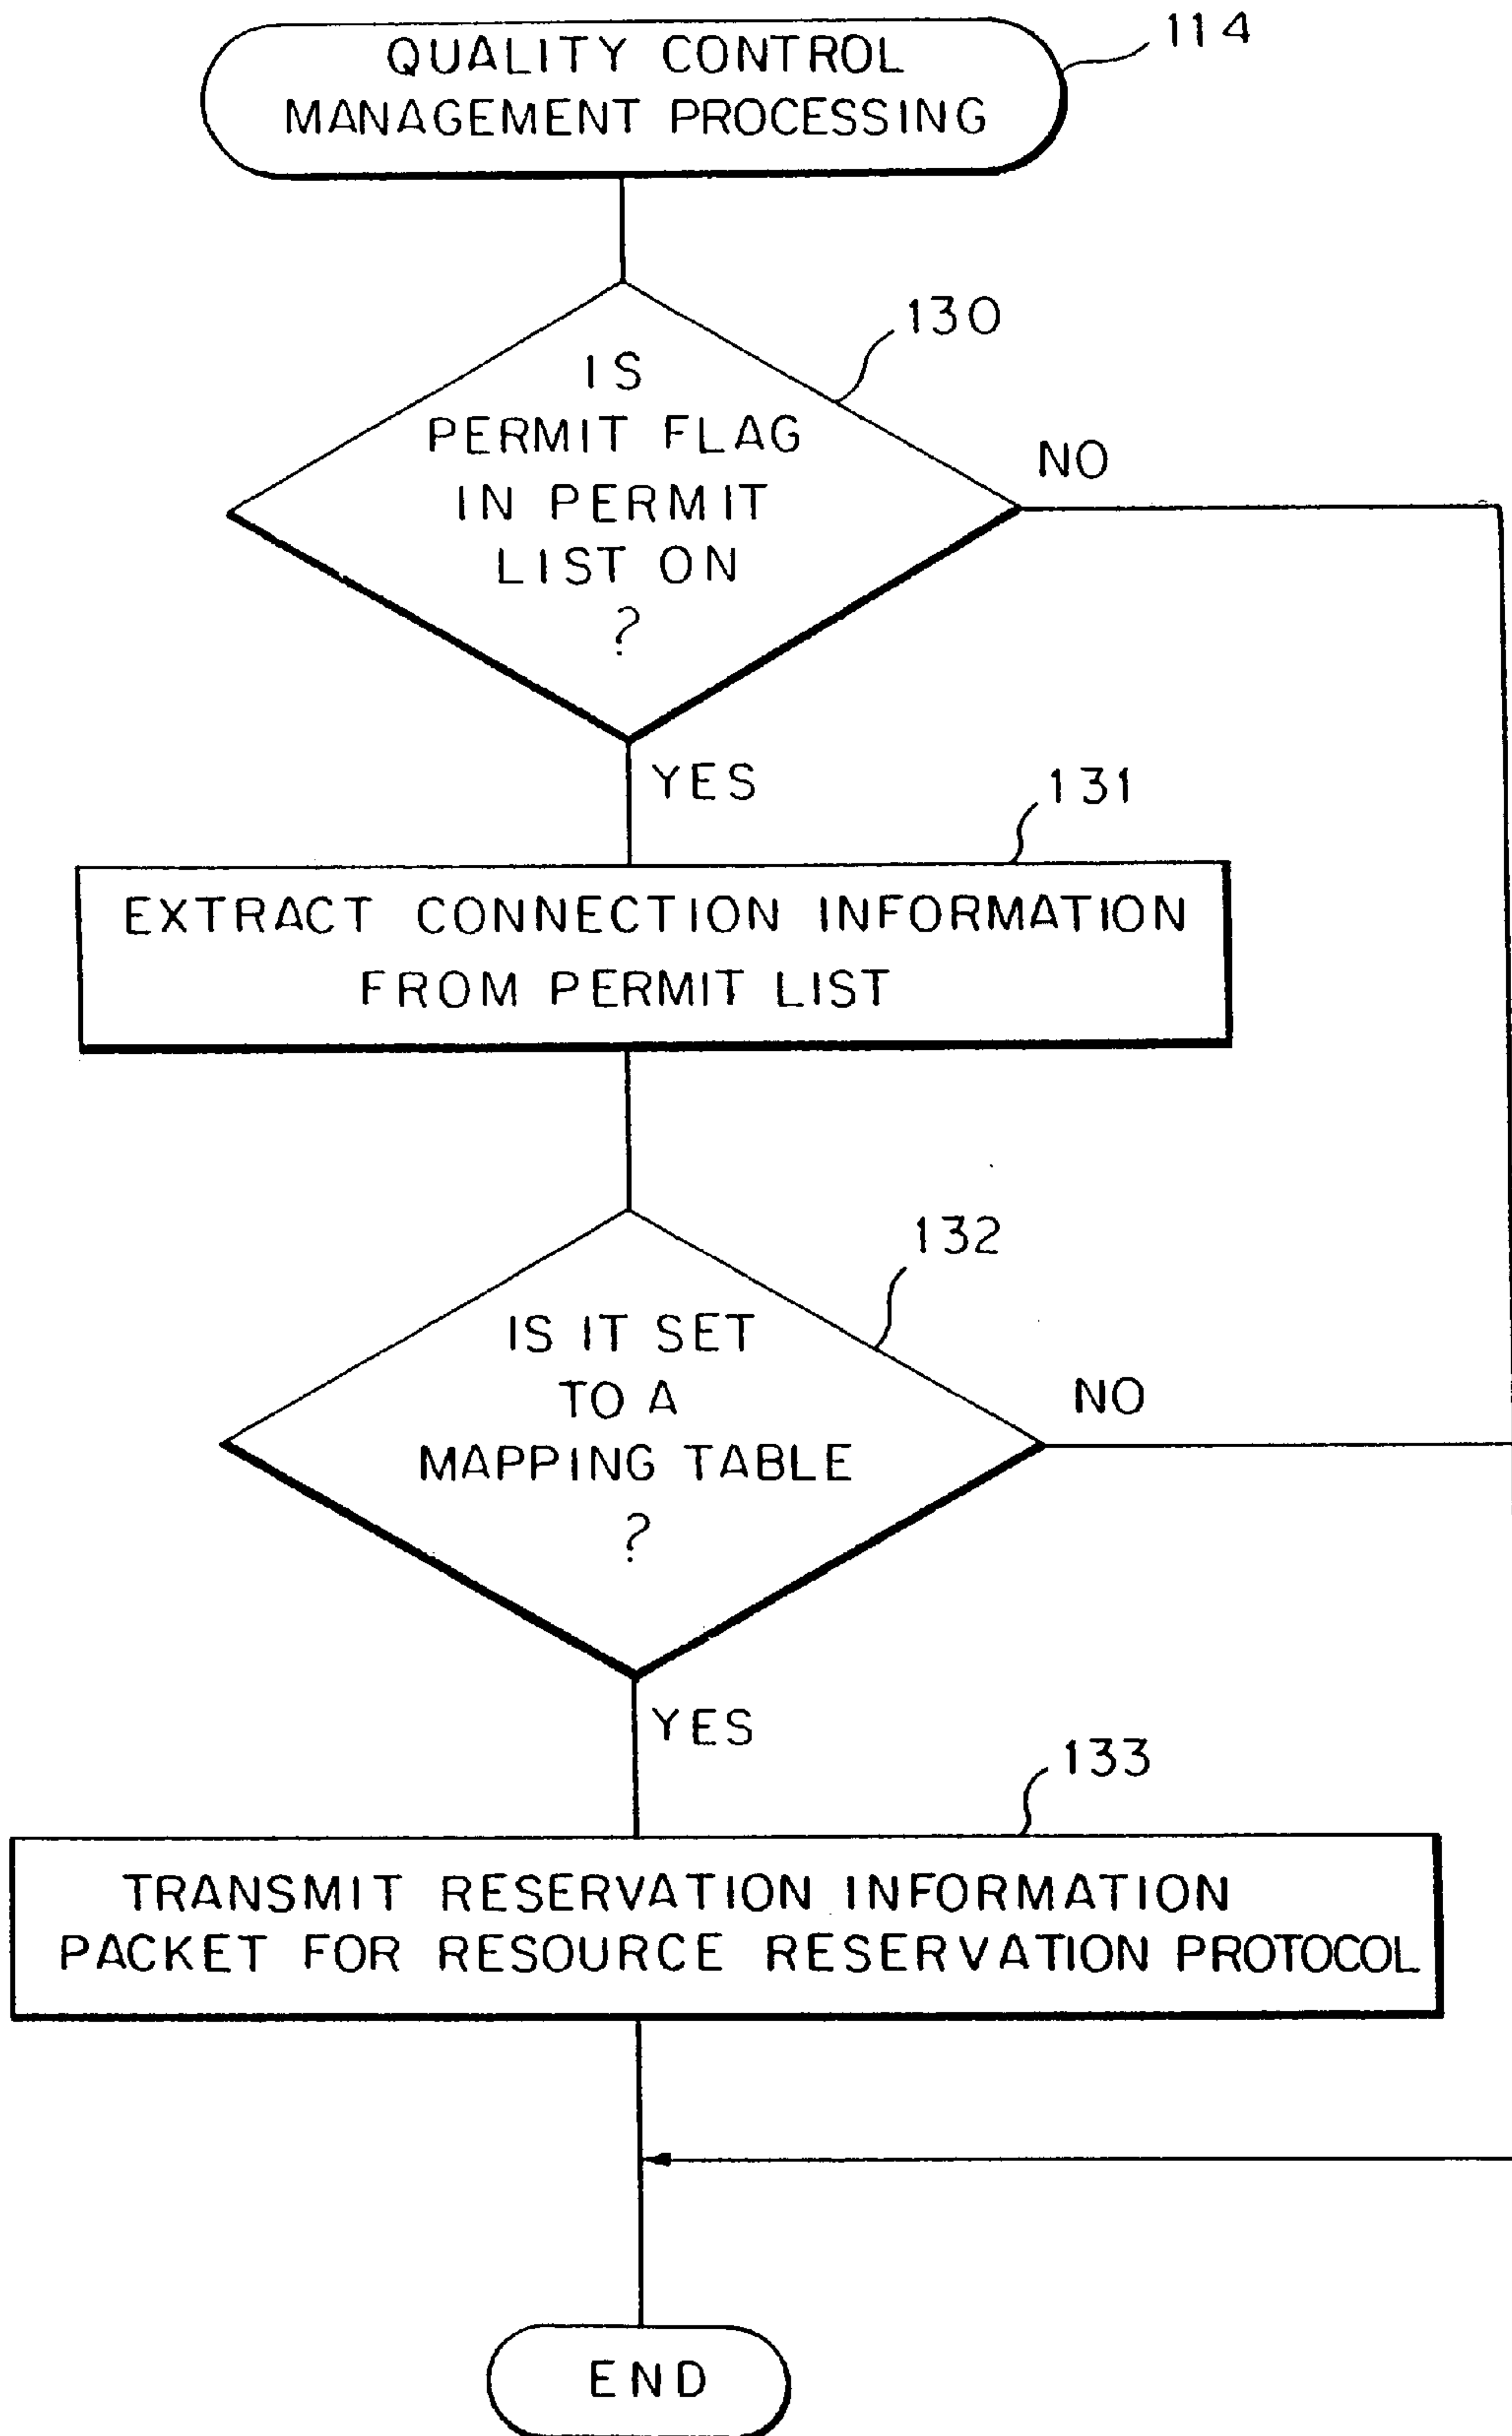 QUALITY CONTROL
MANAGEMENT PROCESSING
114
130
IS
PERMIT FLAG
IN PERMIT
LIST ON
?
NO
YES
131
EXTRACT CONNECTION INFORMATION
FROM PERMIT LIST
132
IS IT SET
TO A
MAPPING TABLE
?
NO
YES
133
TRANSMIT RESERVATION INFORMATION
PACKET FOR RESOURCE RESERVATION PROTOCOL
END